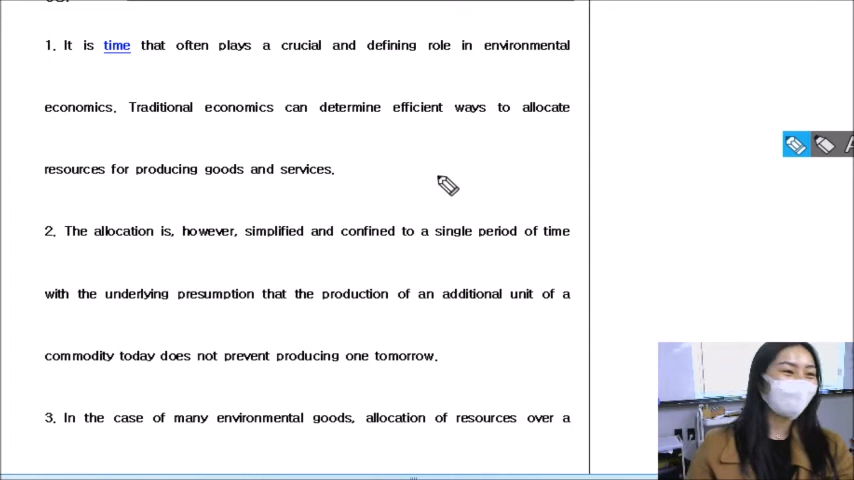 1. It is time that often plays a crucial and defining role in environmental
economics. Traditional economics can determine efficient ways to allocate
resources for producing goods and services.
2. The allocation is, however, simplified and confined to a single period of time
with the underlying presumption that the production of an additional unit of a
commodity today does not prevent producing one tomorrow.
3. In the case of many environmental goods, allocation of resources over a